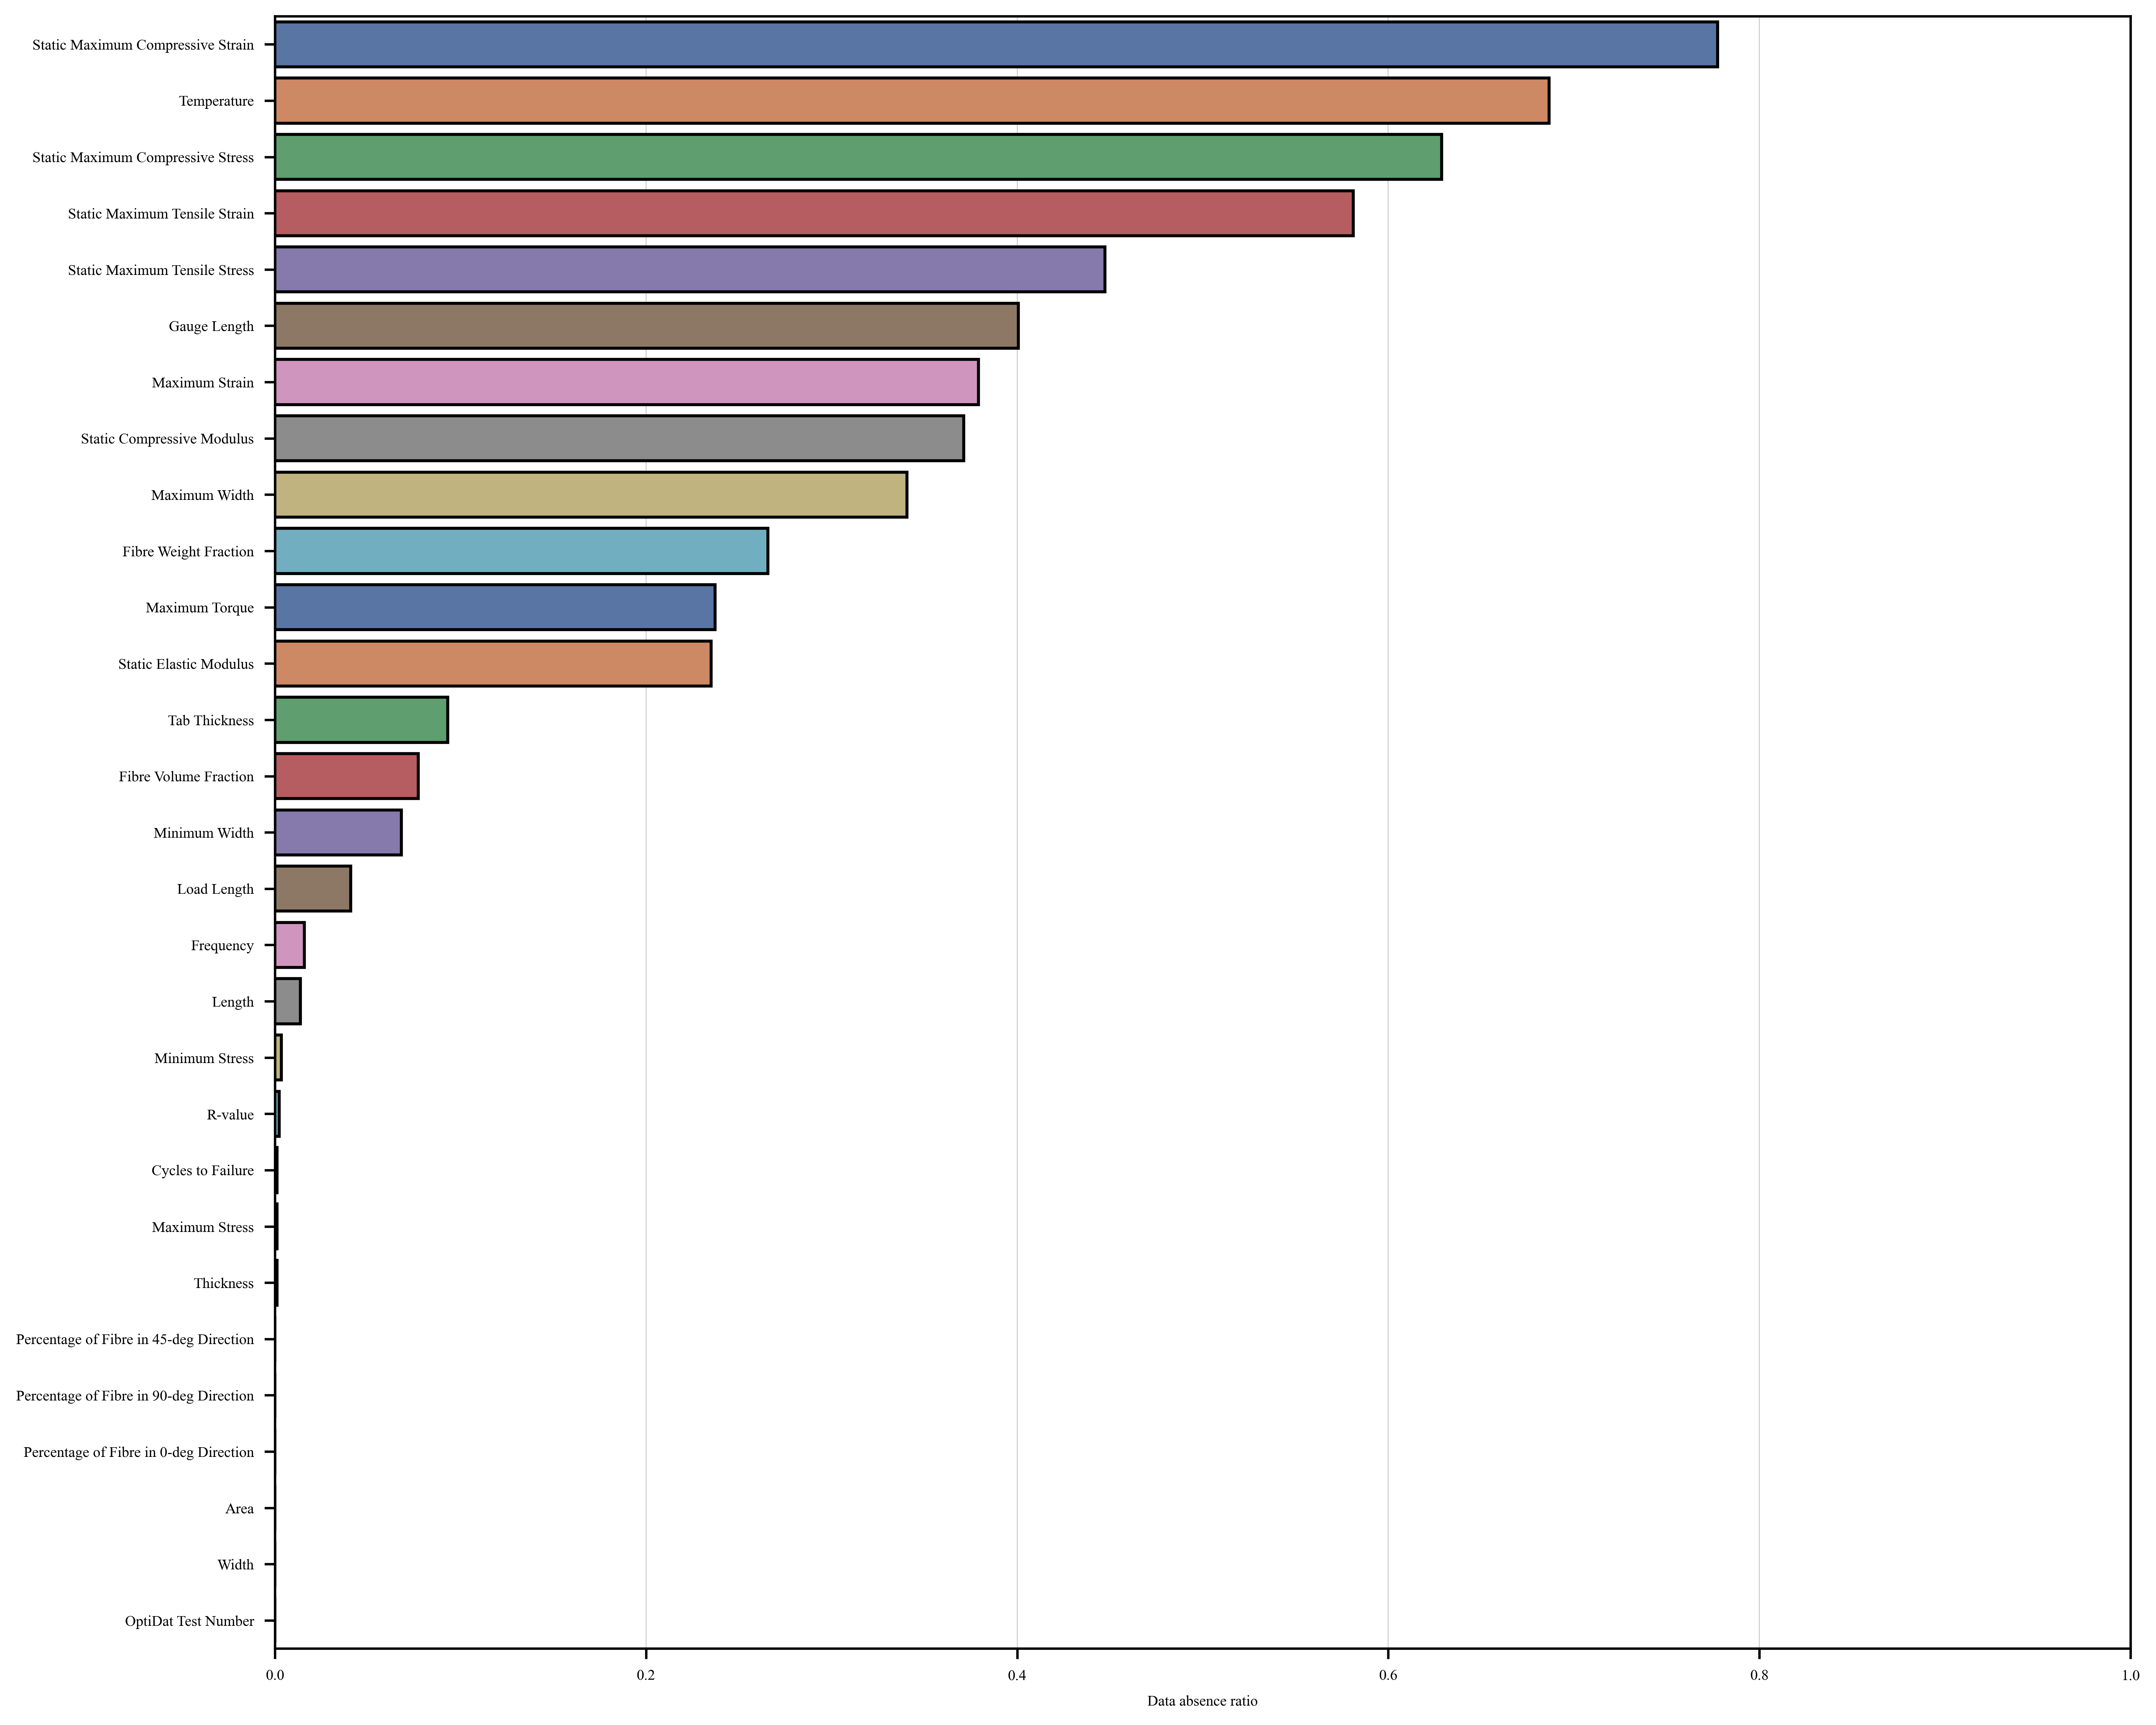 Static Maximum Compressive Strain
Temperature
Static Maximum Compressive Stress
Static Maximum Tensile Strain
Static Maximum Tensile Stress
Gauge Length
Maximum Strain
Static Compressive Modulus
Maximum Width
Fibre Weight Fraction
Maximum Torque
Static Elastic Modulus
Tab Thickness
Fibre Volume Fraction
Minimum Width
Load Length
Frequency
Length
Minimum Stress
R-value
Cycles to Failure
Maximum Stress
Thickness
Percentage of Fibre in 45-deg Direction
Percentage of Fibre in 90-deg Direction
Percentage of Fibre in 0-deg Direction
Area
Width
OptiDat Test Number
0.0 0.2 0.4 0.6 0.8 1.0
Data absence ratio